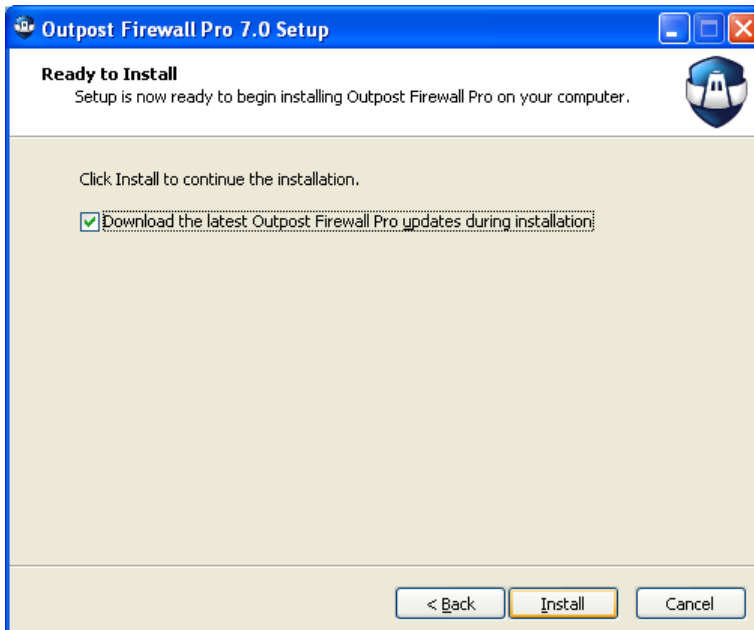 Outpost Firewall Pro 7.0 Setup
Ready to Install
Setup is now ready to begin installing Outpost Firewall Pro on your computer.
Click Install to continue the installation.
Download the latest Outpost Firewall Pro updates during installation
< Back
Install
Cancel